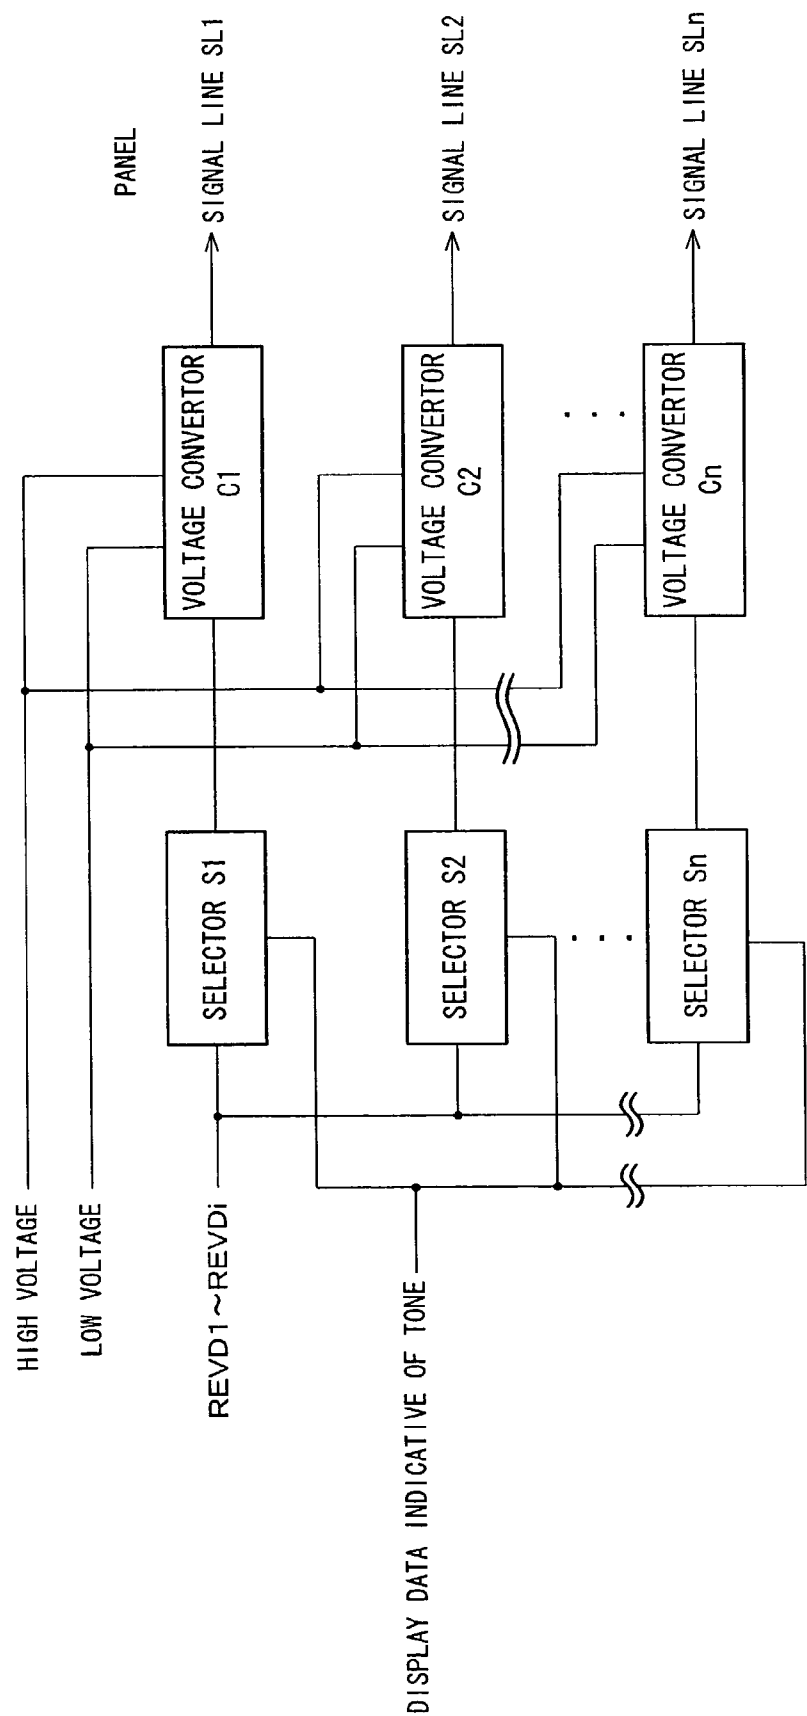 HIGH VOLTAGE
LOW VOLTAGE
REVD1~REVDi
DISPLAY DATA INDICATIVE OF TONE
SELECTOR S1
SELECTOR S2
. . .
SELECTOR Sn
VOLTAGE CONVERTOR
C1
VOLTAGE CONVERTOR
C2
. . .
VOLTAGE CONVERTOR
Cn
PANEL
SIGNAL LINE SL1
SIGNAL LINE SL2
SIGNAL LINE SLn